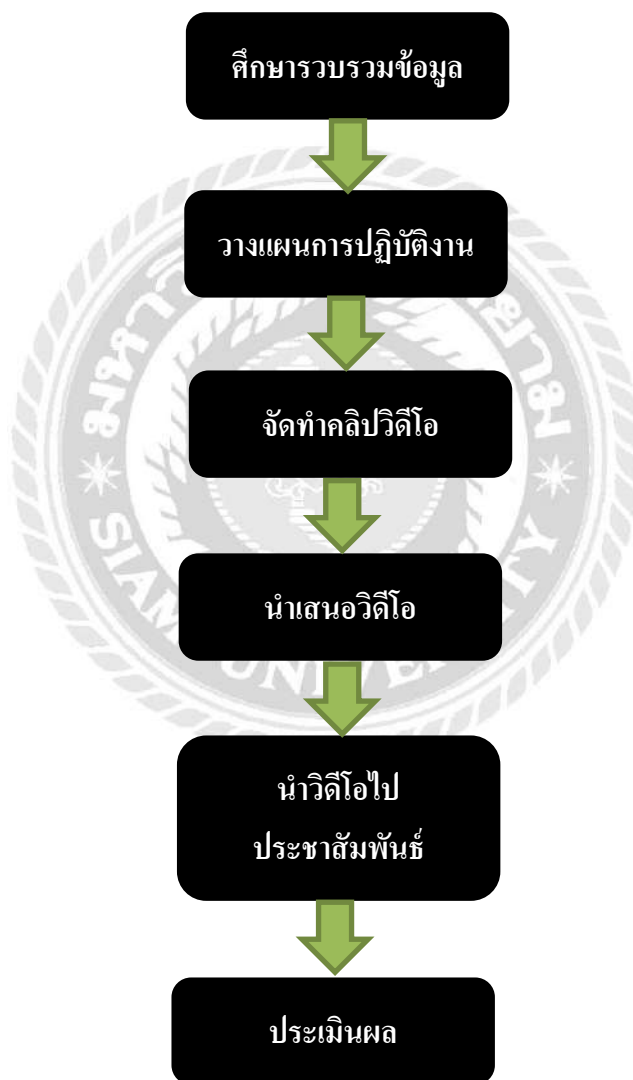 ศึกษารวบรวมข้อมูล
วางแผนการปฏิบัติงาน
จัดทำคลิปวิดีโอ
นำเสนอวิดีโอ
นำวิดีโอไป
ประชาสัมพันธ์
ประเมินผล